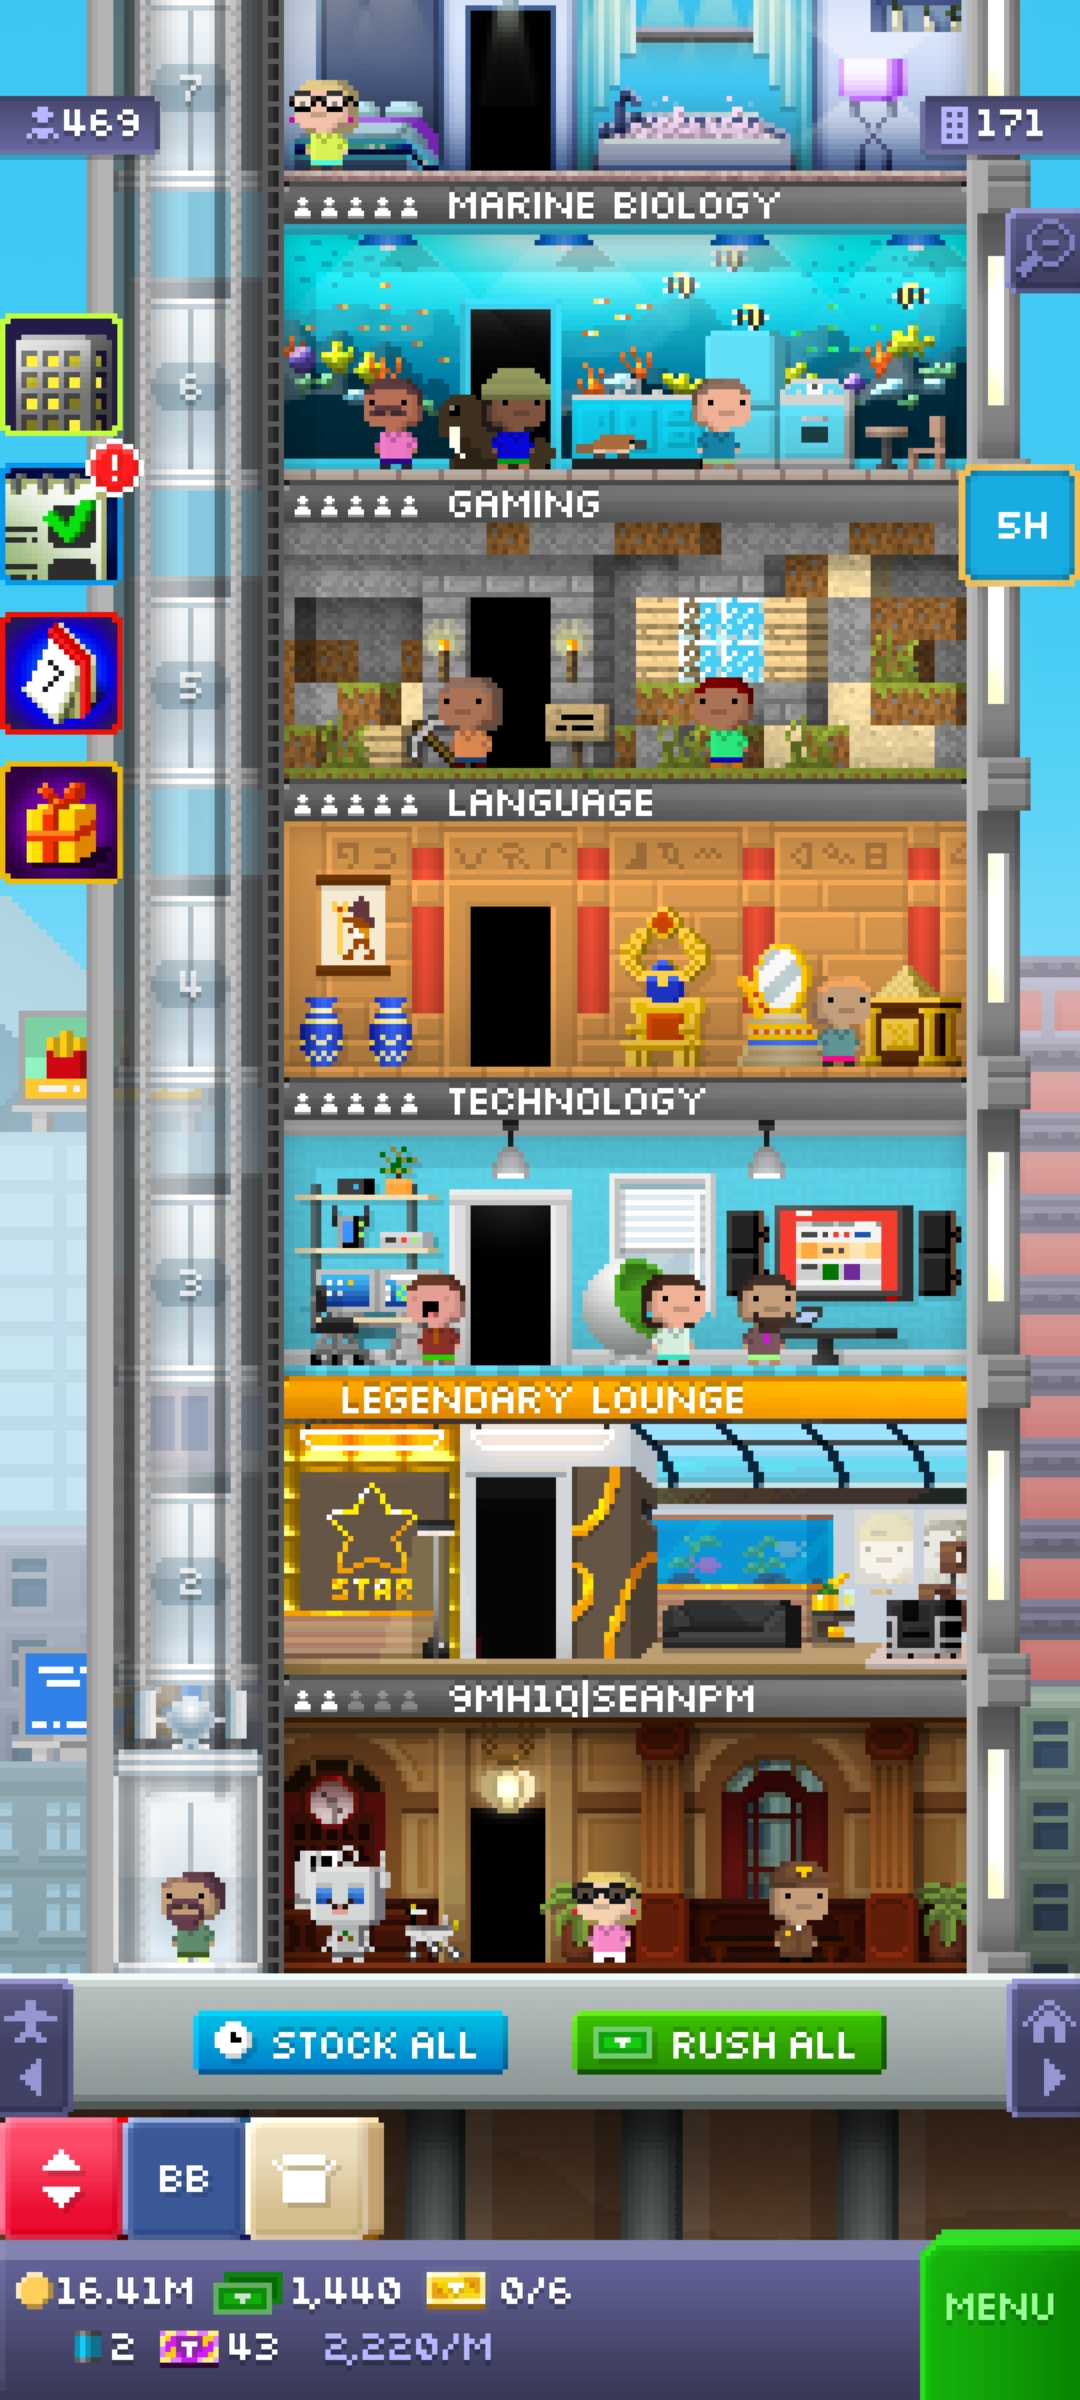 7
469
171
MARINE BIOLOGY
6
GAMING
5H
5
LANGUAGE
4
TECHNOLOGY
3
LEGENDARY LOUNGE
STAR
2
9MH1Q|SEANPM
STOCK ALL
RUSH ALL
BB
16.41M
1,440
0/6
MENU
2
43
2,220/M